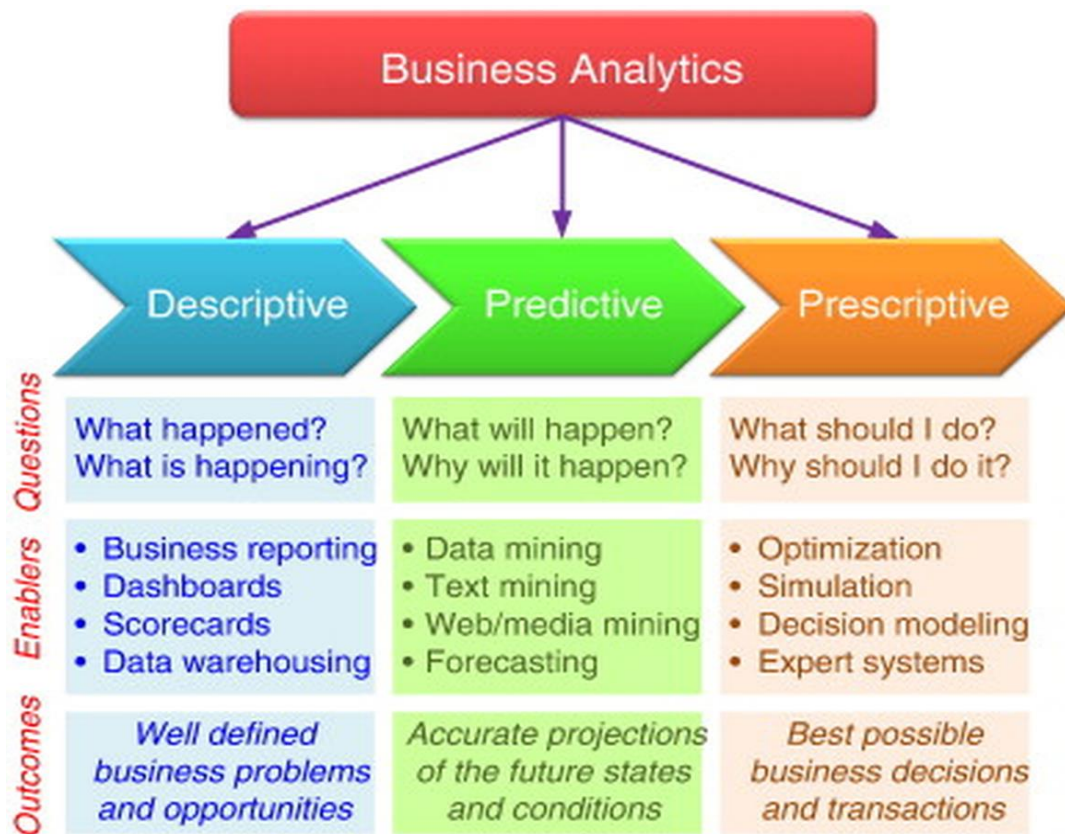 Business Analytics
Descriptive
Predictive
Prescriptive
Questions
What happened?
What is happening?
What will happen?
Why will it happen?
What should I do?
Why should I do it?
Enablers
• Business reporting
• Dashboards
• Scorecards
• Data warehousing
• Data mining
• Text mining
• Web/media mining
• Forecasting
• Optimization
• Simulation
• Decision modeling
• Expert systems
Outcomes
Well defined
business problems
and opportunities
Accurate projections
of the future states
and conditions
Best possible
business decisions
and transactions